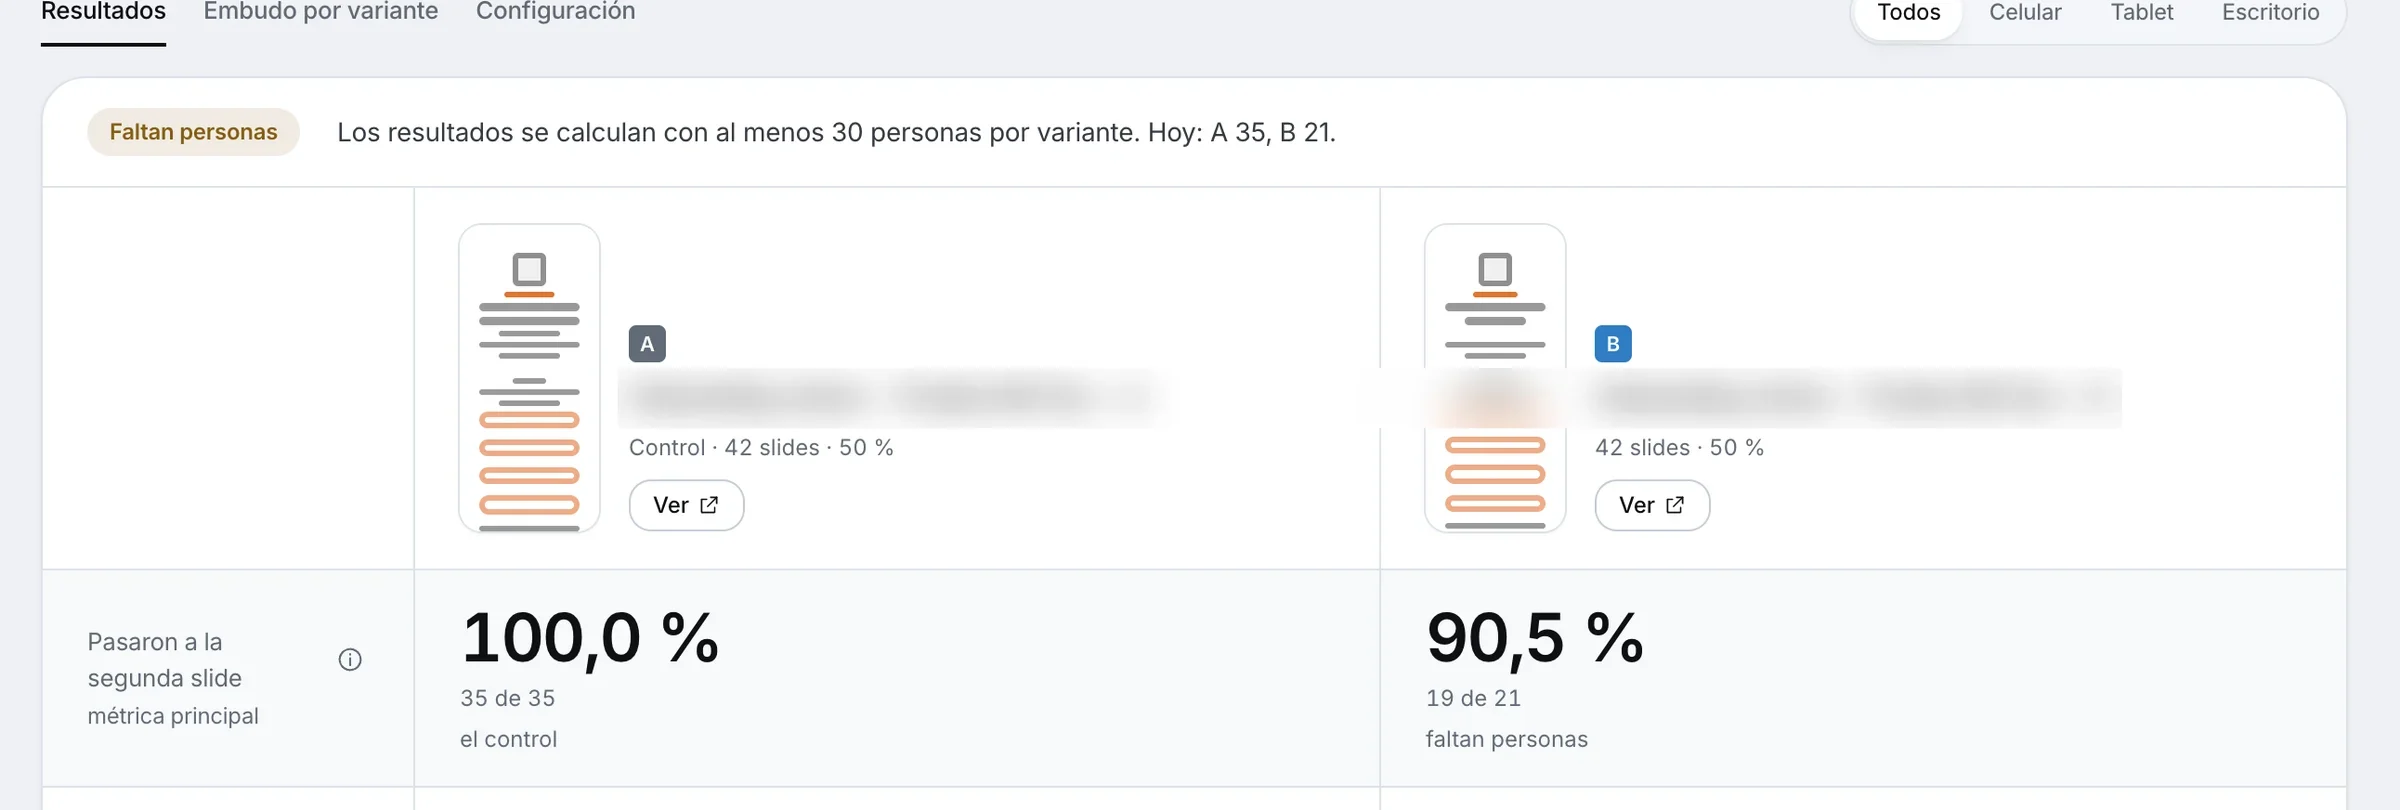 Resultados Embudo por variante Configuración Todos Celular Tablet Escritorio
Faltan personas Los resultados se calculan con al menos 30 personas por variante. Hoy: A 35, B 21.
A
Control · 42 slides · 50 %
Ver
B
42 slides · 50 %
Ver
Pasaron a la
segunda slide
métrica principal
100,0 %
35 de 35
el control
90,5 %
19 de 21
faltan personas